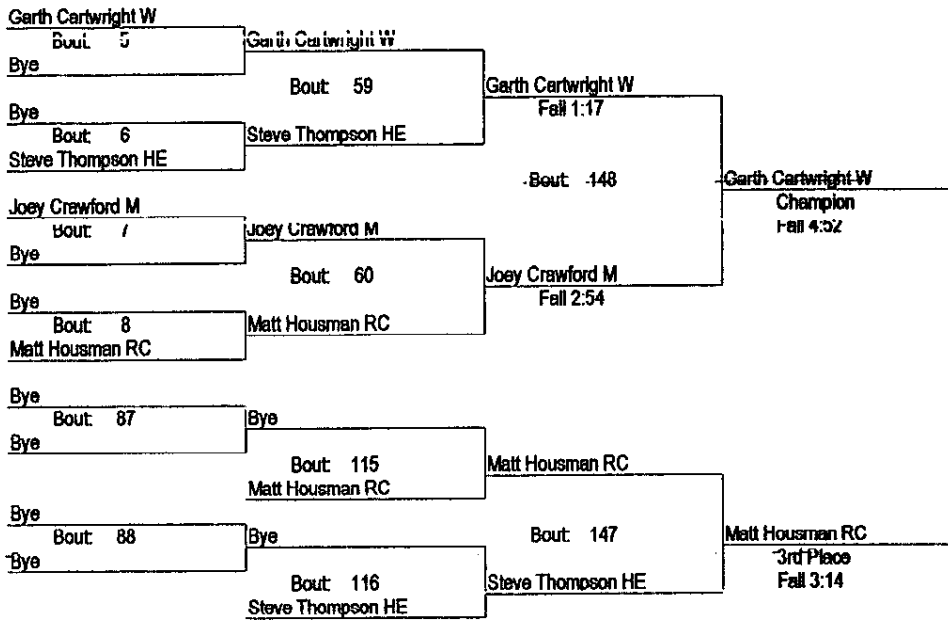 Garth Cartwright W
Bout: 5
Bye
Garth Cartwright W
Bout: 59
Bye
Bout: 6
Steve Thompson HE
Steve Thompson HE
Garth Cartwright W
Fall 1:17
Bout: 148
Joey Crawford M
Bout: 7
Bye
Joey Crawford M
Bout: 60
Bye
Bout: 8
Matt Housman RC
Matt Housman RC
Joey Crawford M
Fall 2:54
Garth Cartwright W
Champion
Fall 4:52
Bye
Bout: 87
Bye
Bye
Bout: 115
Matt Housman RC
Matt Housman RC
Bye
Bout: 88
Bye
Bye
Bout: 116
Steve Thompson HE
Bout: 147
Steve Thompson HE
Matt Housman RC
3rd Place
Fall 3:14